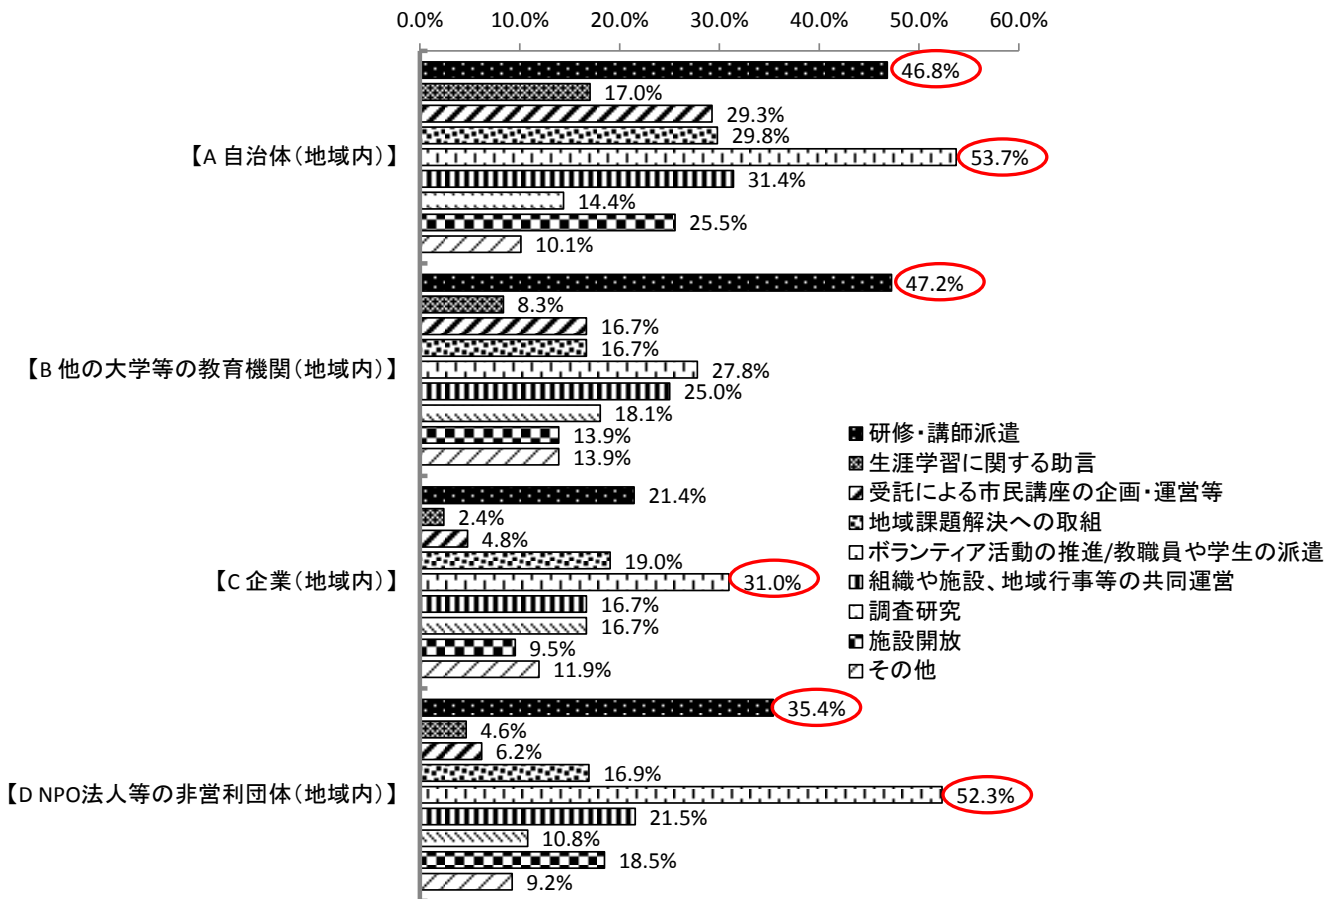 0.0% 10.0% 20.0% 30.0% 40.0% 50.0% 60.0%
【A 自治体(地域内)】
46.8%
17.0%
29.3%
29.8%
53.7%
31.4%
14.4%
25.5%
10.1%
【B 他の大学等の教育機関(地域内)】
47.2%
8.3%
16.7%
16.7%
27.8%
25.0%
18.1%
13.9%
13.9%
【C 企業(地域内)】
21.4%
2.4%
4.8%
19.0%
31.0%
16.7%
16.7%
9.5%
11.9%
【D NPO法人等の非営利団体(地域内)】
35.4%
4.6%
6.2%
16.9%
52.3%
21.5%
10.8%
18.5%
9.2%
研修・講師派遣
生涯学習に関する助言
受託による市民講座の企画・運営等
地域課題解決への取組
ボランティア活動の推進/教職員や学生の派遣
組織や施設、地域行事等の共同運営
調査研究
施設開放
その他